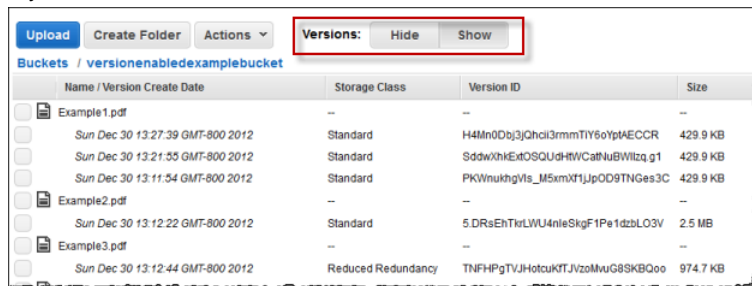 Upload Create Folder Actions Versions: Hide Show
Buckets / versionenabledexamplebucket
Name / Version Create Date Storage Class Version ID Size
Example1.pdf -- -- --
Sun Dec 30 13:27:39 GMT-800 2012 Standard H4Mn0Dbj3jQhcii3rmmTiY6oYptAECCR 429.9 KB
Sun Dec 30 13:21:55 GMT-800 2012 Standard SddwXhkExtOSQUdHtWCatNuBWIlzq.g1 429.9 KB
Sun Dec 30 13:11:54 GMT-800 2012 Standard PKWnukhgVls_M5xmXf1jJpOD9TNGes3C 429.9 KB
Example2.pdf -- -- --
Sun Dec 30 13:12:22 GMT-800 2012 Standard 5.DRsEhTkrLWU4nIeSkgF1Pe1dzbLO3V 2.5 MB
Example3.pdf -- -- --
Sun Dec 30 13:12:44 GMT-800 2012 Reduced Redundancy TNFHPgTVJHotcuKfTJVzoMvuG8SKBQoo 974.7 KB